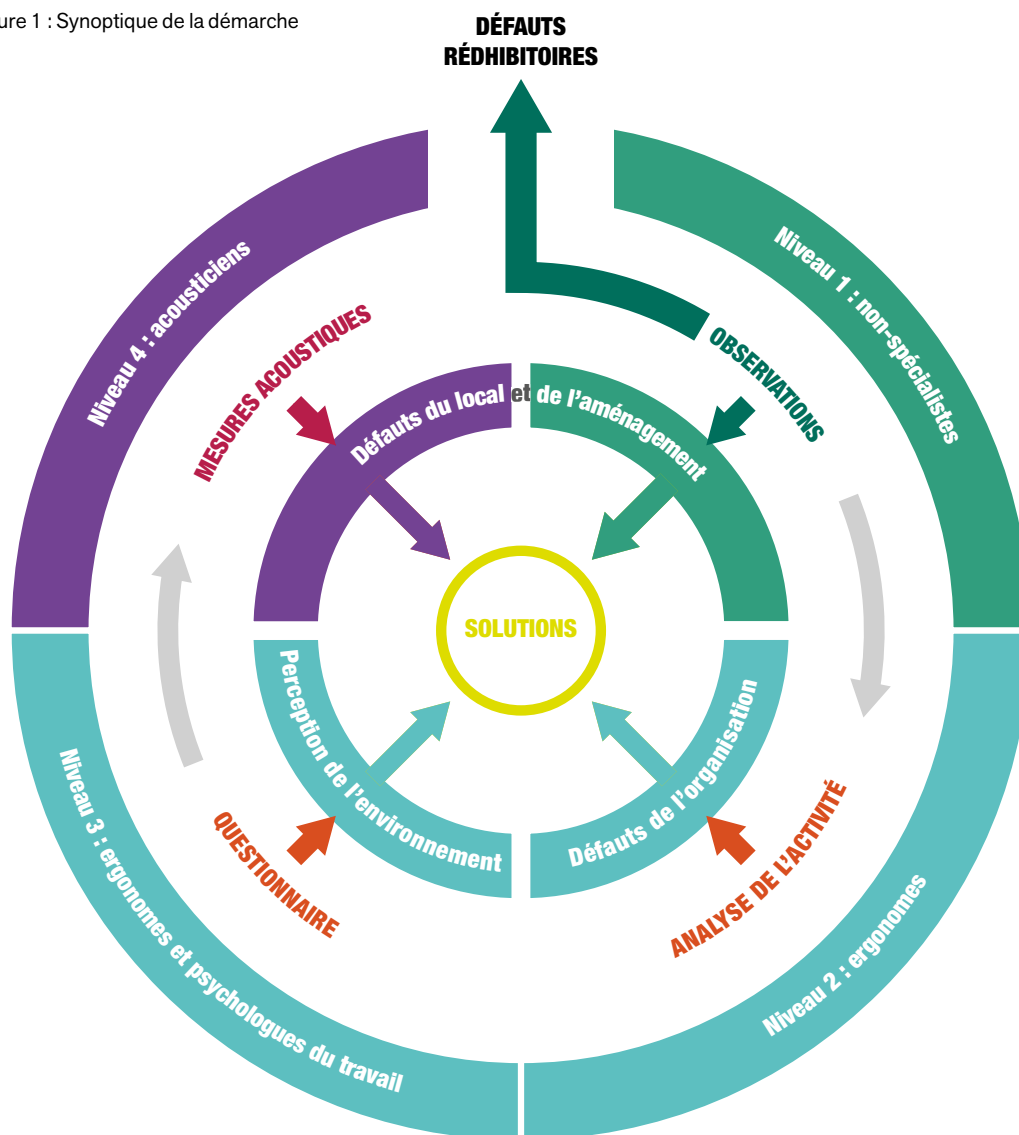 ure 1 : Synoptique de la démarche
DÉFAUTS
RÉDHIBITOIRES
Niveau 4 : acousticiens
Niveau 1 : non-spécialistes
MESURES ACOUSTIQUES
OBSERVATIONS
Défauts du local et de l'aménagement
SOLUTIONS
Perception de l'environnement
Défauts de l'organisation
QUESTIONNAIRE
ANALYSE DE L'ACTIVITÉ
Niveau 3 : ergonomes et psychologues du travail
Niveau 2 : ergonomes